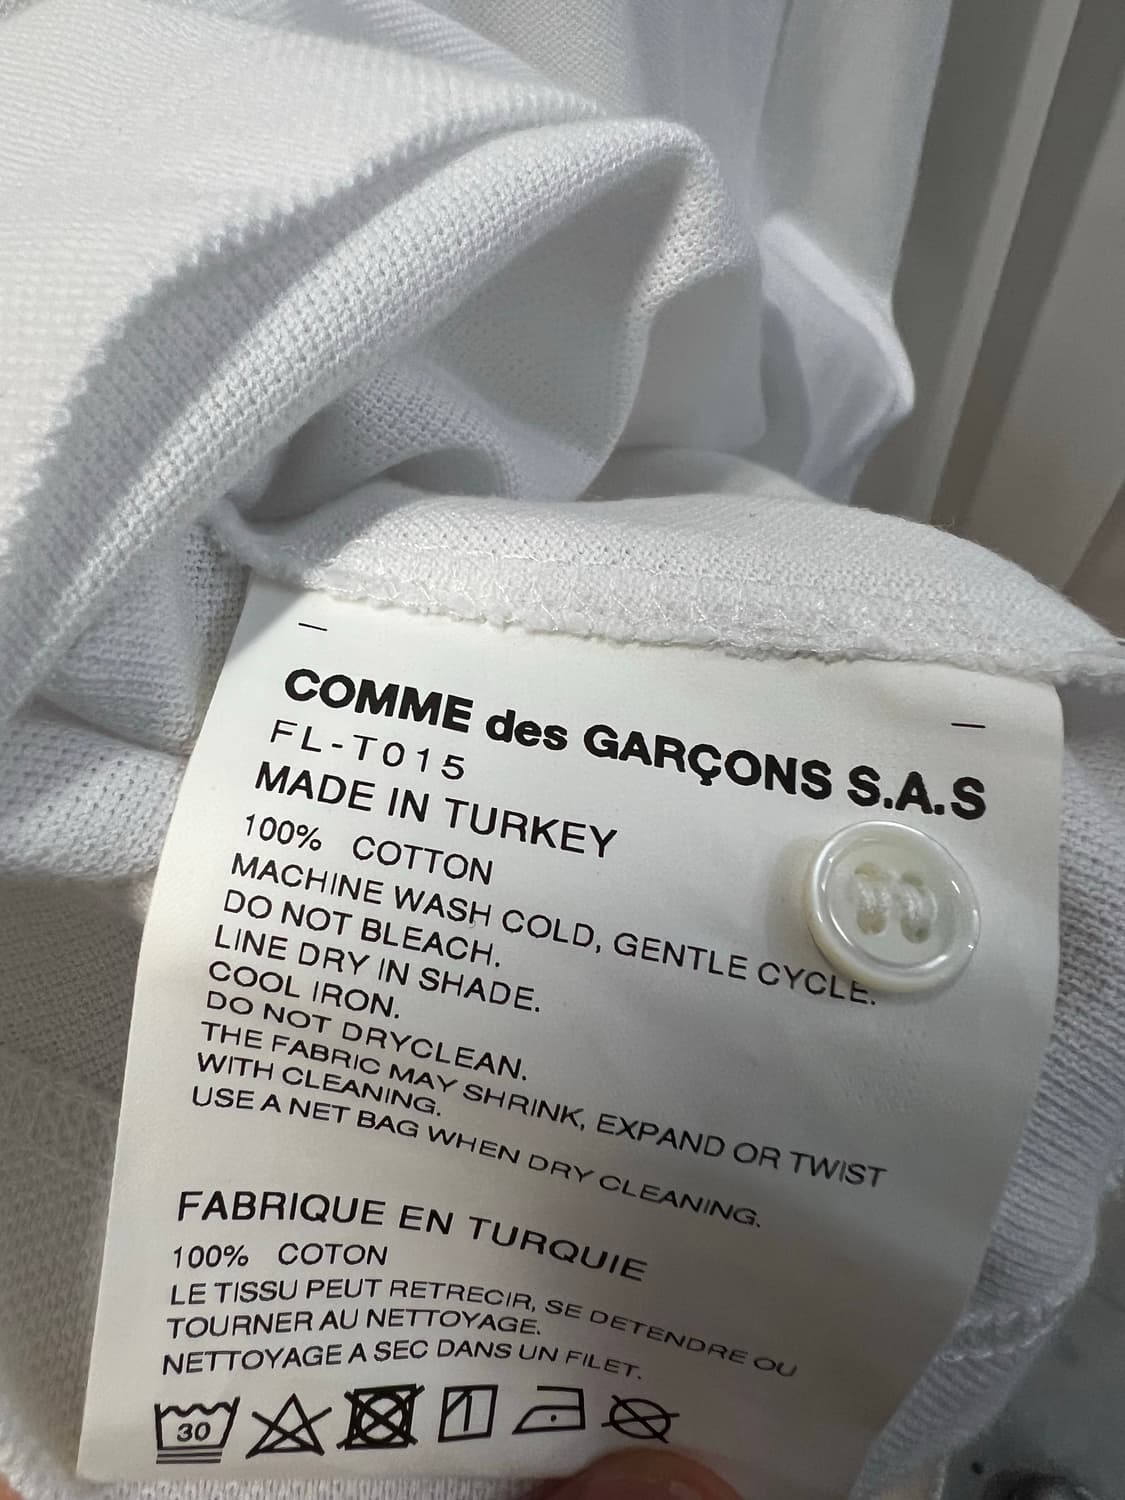 COMME des GARÇONS S.A.S
FL-T015
MADE IN TURKEY
100% COTTON
MACHINE WASH COLD, GENTLE CYCLE.
DO NOT BLEACH.
LINE DRY IN SHADE.
COOL IRON.
DO NOT DRYCLEAN.
THE FABRIC MAY SHRINK, EXPAND OR TWIST
WITH CLEANING.
USE A NET BAG WHEN DRY CLEANING.
FABRIQUE EN TURQUIE
100% COTON
LE TISSU PEUT RETRECIR, SE DETENDRE OU
TOURNER AU NETTOYAGE.
NETTOYAGE A SEC DANS UN FILET.
30